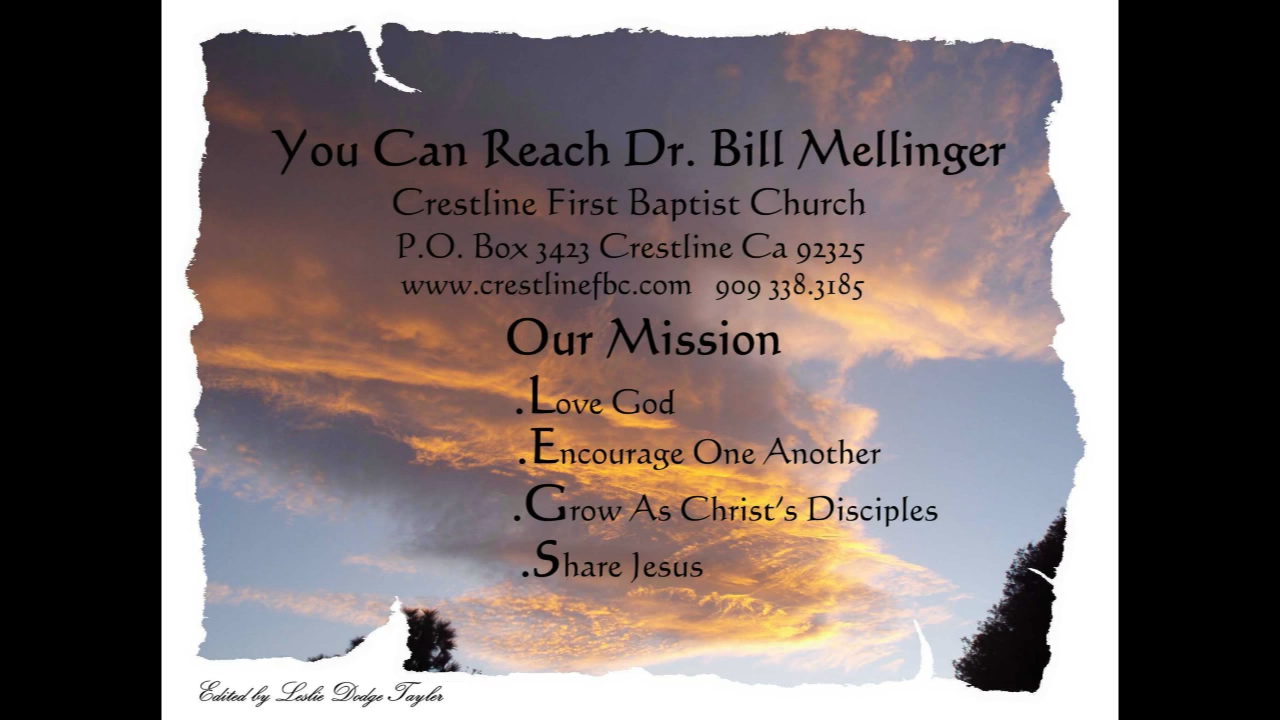 You Can Reach Dr. Bill Mellinger
Crestline First Baptist Church
P.O. Box 3423 Crestline Ca 92325
www.crestlinefbc.com 909 338.3185
Our Mission
.Love God
.Encourage One Another
.Grow As Christ's Disciples
.Share Jesus
Edited by Leslie Dodge Tayler